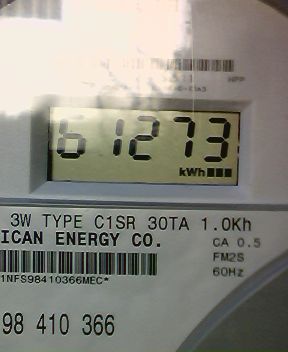 61273
kWh
3W TYPE C1SR 30TA 1.0Kh
ICAN ENERGY CO.
CA 0.5
FM2S
60Hz
1NFS98410366MEC*
98 410 366